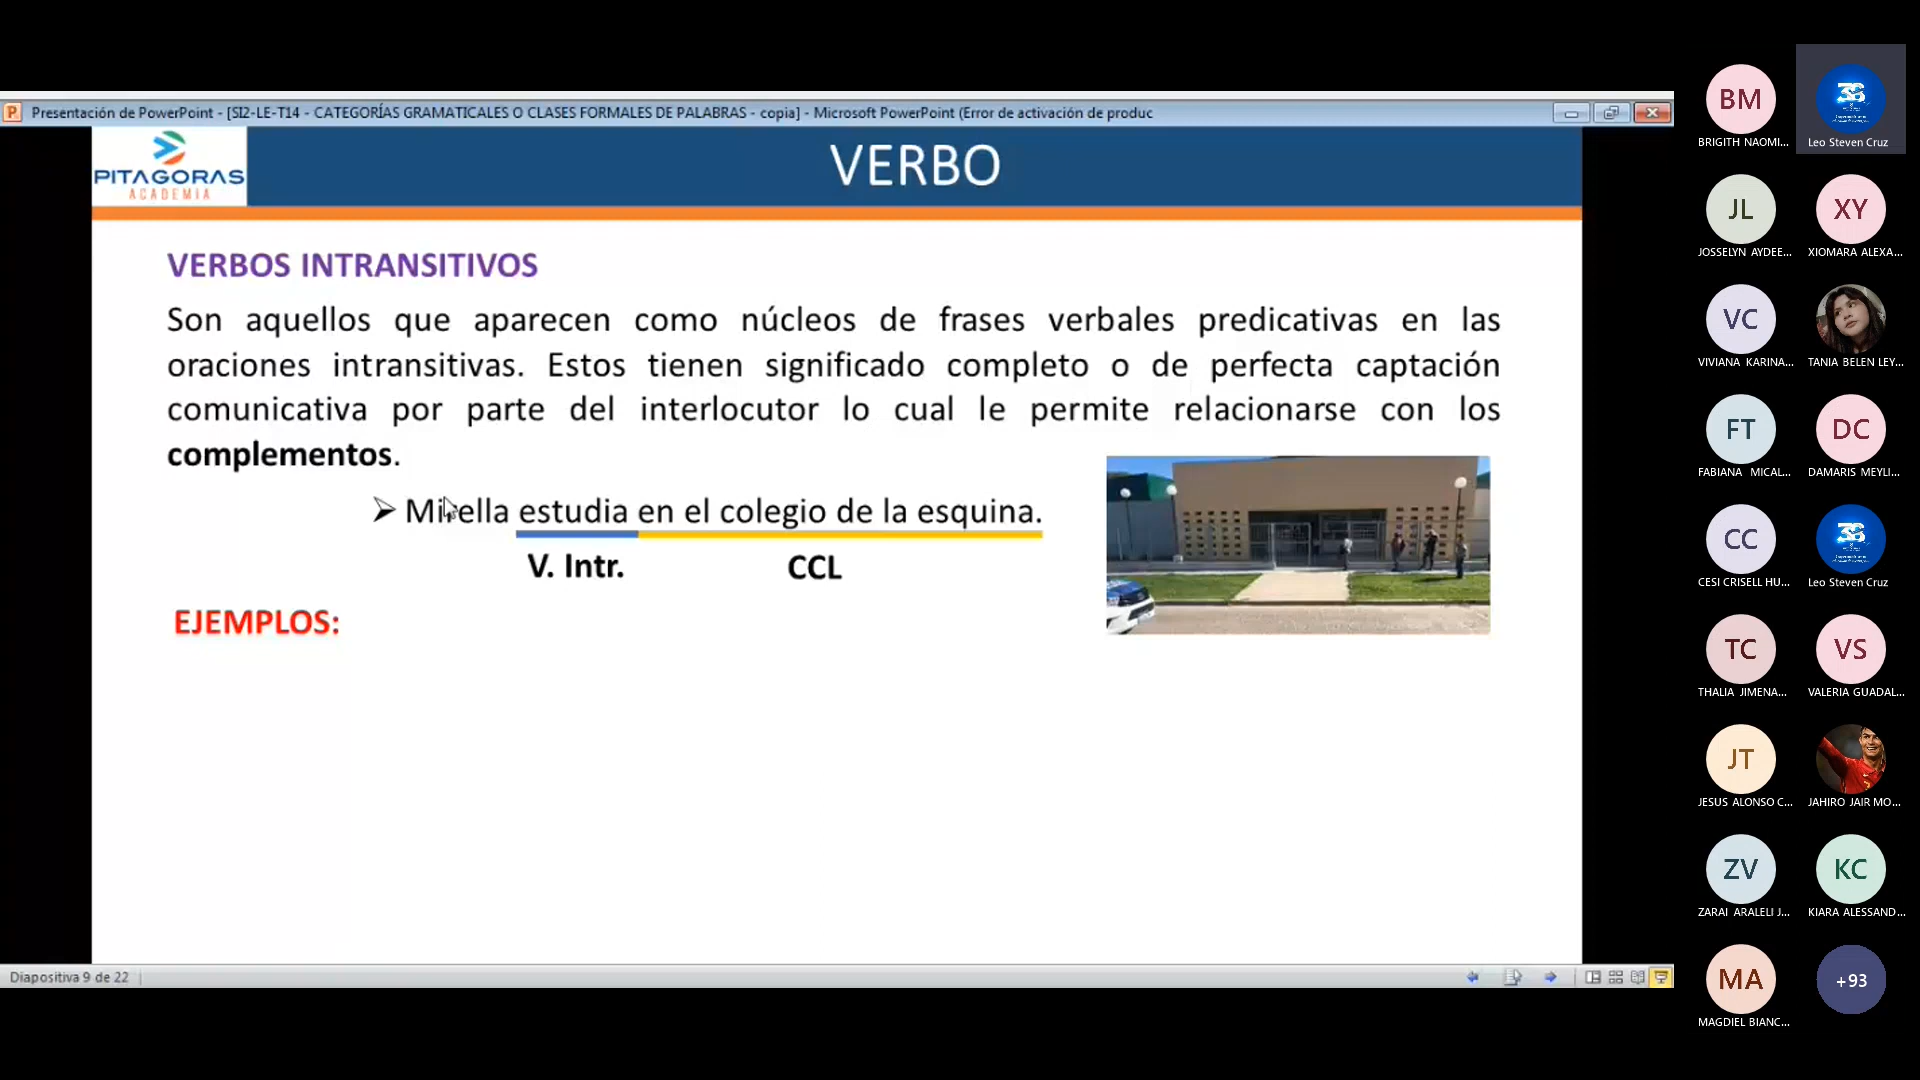 Presentación de PowerPoint - [SI2-LE-T14 - CATEGORÍAS GRAMATICALES O CLASES FORMALES DE PALABRAS - copia] - Microsoft PowerPoint (Error de activación de produc
PITAGORAS
ACADEMIA
VERBO
VERBOS INTRANSITIVOS
Son aquellos que aparecen como núcleos de frases verbales predicativas en las
oraciones intransitivas. Estos tienen significado completo o de perfecta captación
comunicativa por parte del interlocutor lo cual le permite relacionarse con los
complementos.
Mirella estudia en el colegio de la esquina.
V. Intr. CCL
EJEMPLOS:
Diapositiva 9 de 22
BM
BRIGITH NAOMI...
Leo Steven Cruz
JL
JOSSELYN AYDEE...
XY
XIOMARA ALEXA...
VC
VIVIANA KARINA...
TANIA BELEN LEY...
FT
FABIANA MICAL...
DC
DAMARIS MEYLI...
CC
CESI CRISELL HU...
Leo Steven Cruz
TC
THALIA JIMENA...
VS
VALERIA GUADAL...
JT
JESUS ALONSO C...
JAHIRO JAIR MO...
ZV
ZARAI ARALELI J...
KC
KIARA ALESSAND...
MA
MAGDIEL BIANC...
+93